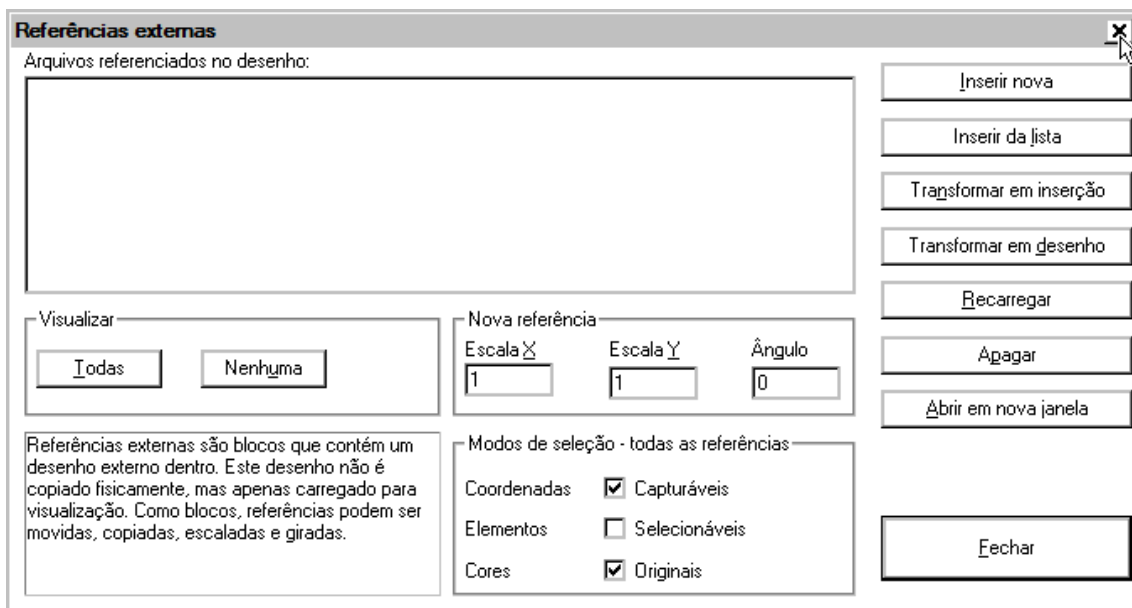 Referências externas
Arquivos referenciados no desenho:
Inserir nova
Inserir da lista
Transformar em inserção
Transformar em desenho
Recarregar
Apagar
Abrir em nova janela
Visualizar
Todas
Nenhuma
Nova referência
Escala X
Escala Y
Ângulo
1
1
0
Referências externas são blocos que contém um
desenho externo dentro. Este desenho não é
copiado fisicamente, mas apenas carregado para
visualização. Como blocos, referências podem ser
movidas, copiadas, escaladas e giradas.
Modos de seleção - todas as referências
Coordenadas
Capturáveis
Elementos
Selecionáveis
Cores
Originais
Fechar